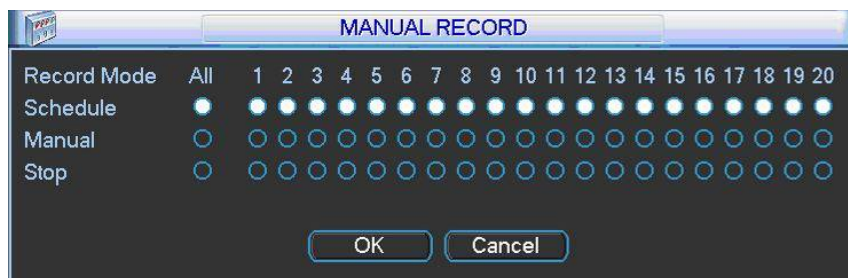 MANUAL RECORD
Record Mode All 1 2 3 4 5 6 7 8 9 10 11 12 13 14 15 16 17 18 19 20
Schedule
Manual
Stop
OK Cancel